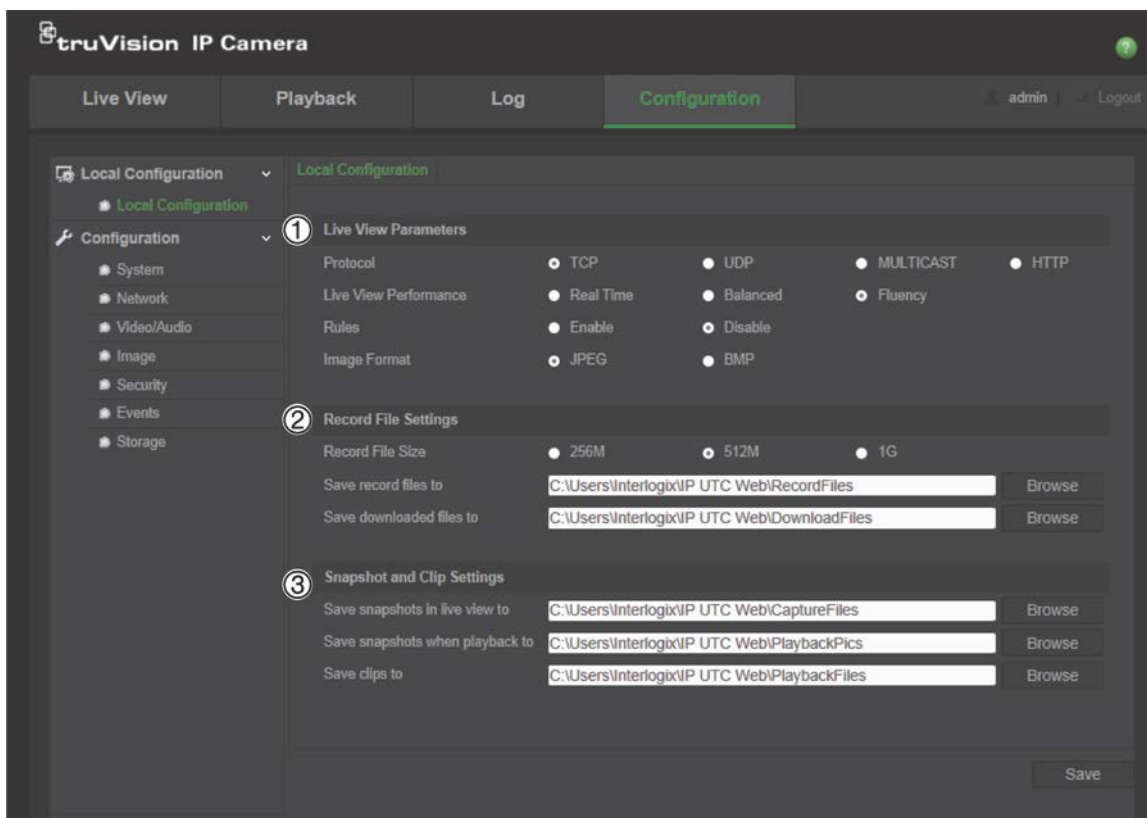 truVision IP Camera
?
Live View Playback Log Configuration admin Logout
Local Configuration
Local Configuration
Configuration
System
Network
Video/Audio
Image
Security
Events
Storage
Local Configuration
① Live View Parameters
Protocol TCP UDP MULTICAST HTTP
Live View Performance Real Time Balanced Fluency
Rules Enable Disable
Image Format JPEG BMP
② Record File Settings
Record File Size 256M 512M 1G
Save record files to C:\Users\Interlogix\IP UTC Web\RecordFiles Browse
Save downloaded files to C:\Users\Interlogix\IP UTC Web\DownloadFiles Browse
③ Snapshot and Clip Settings
Save snapshots in live view to C:\Users\Interlogix\IP UTC Web\CaptureFiles Browse
Save snapshots when playback to C:\Users\Interlogix\IP UTC Web\PlaybackPics Browse
Save clips to C:\Users\Interlogix\IP UTC Web\PlaybackFiles Browse
Save